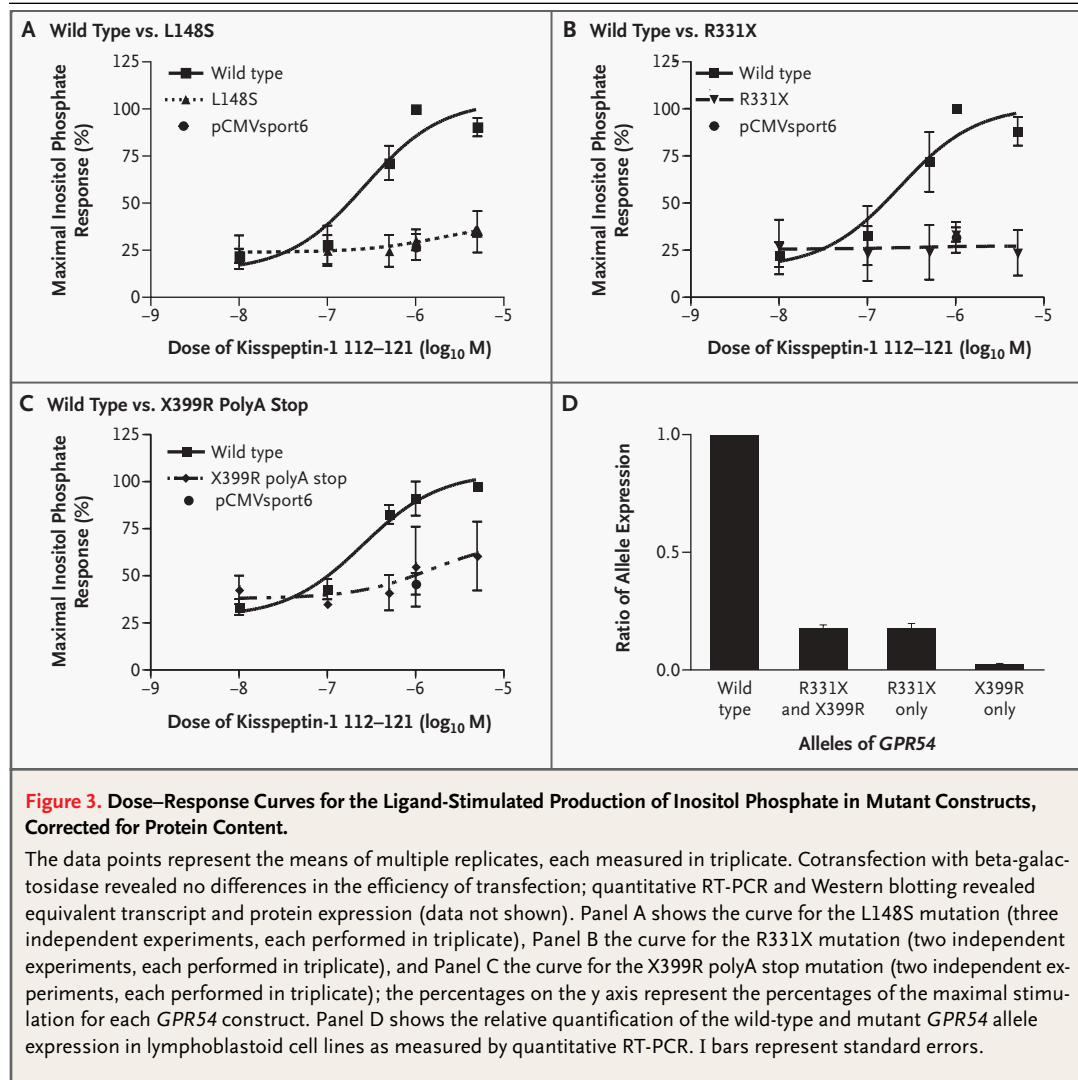 A Wild Type vs. L148S
Maximal Inositol Phosphate
Response (%)
125
100
75
50
25
0
Wild type
L148S
pCMVsport6
–9
–8
–7
–6
–5
Dose of Kisspeptin-1 112–121 (log10 M)
B Wild Type vs. R331X
Maximal Inositol Phosphate
Response (%)
125
100
75
50
25
0
Wild type
R331X
pCMVsport6
–9
–8
–7
–6
–5
Dose of Kisspeptin-1 112–121 (log10 M)
C Wild Type vs. X399R PolyA Stop
Maximal Inositol Phosphate
Response (%)
125
100
75
50
25
0
Wild type
X399R polyA stop
pCMVsport6
–9
–8
–7
–6
–5
Dose of Kisspeptin-1 112–121 (log10 M)
D
Ratio of Allele Expression
1.0
0.5
0.0
Wild
type
R331X
and X399R
R331X
only
X399R
only
Alleles of GPR54
Figure 3. Dose–Response Curves for the Ligand-Stimulated Production of Inositol Phosphate in Mutant Constructs,
Corrected for Protein Content.
The data points represent the means of multiple replicates, each measured in triplicate. Cotransfection with beta-galac-
tosidase revealed no differences in the efficiency of transfection; quantitative RT-PCR and Western blotting revealed
equivalent transcript and protein expression (data not shown). Panel A shows the curve for the L148S mutation (three
independent experiments, each performed in triplicate), Panel B the curve for the R331X mutation (two independent
experiments, each performed in triplicate), and Panel C the curve for the X399R polyA stop mutation (two independent ex-
periments, each performed in triplicate); the percentages on the y axis represent the percentages of the maximal stimu-
lation for each GPR54 construct. Panel D shows the relative quantification of the wild-type and mutant GPR54 allele
expression in lymphoblastoid cell lines as measured by quantitative RT-PCR. I bars represent standard errors.